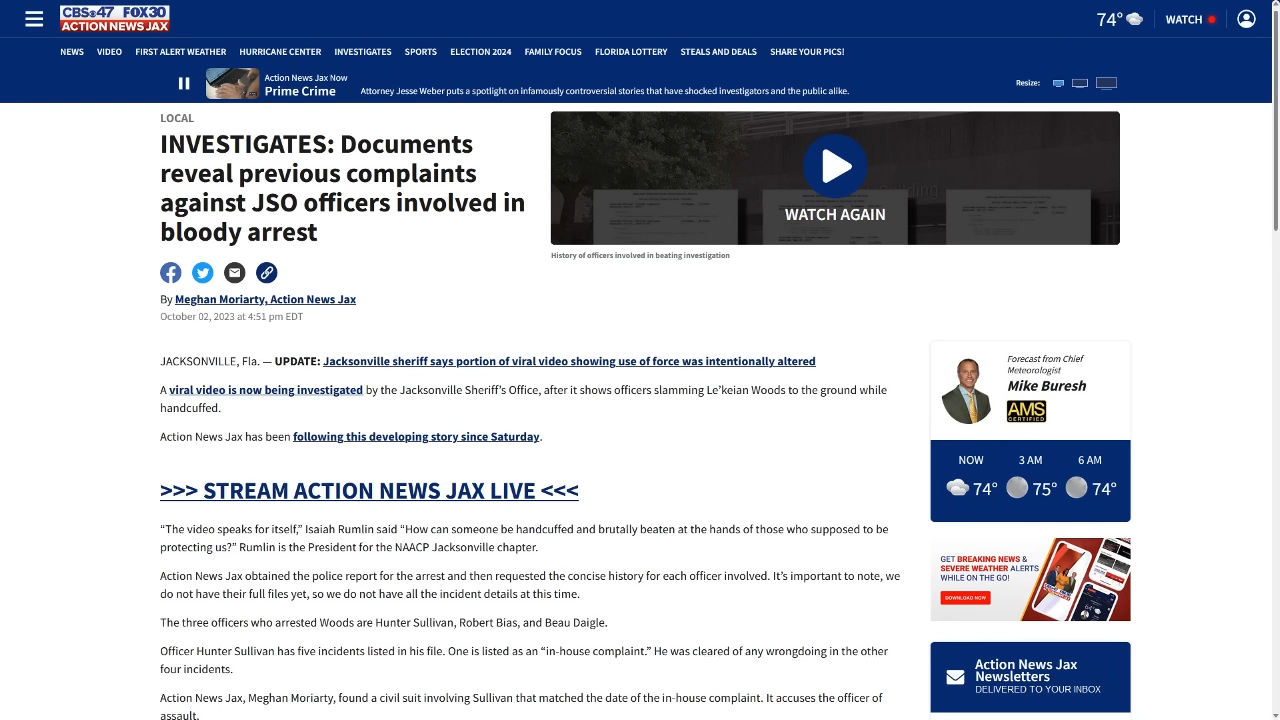 CBS 47 FOX30
ACTION NEWS JAX
74°
WATCH
NEWS VIDEO FIRST ALERT WEATHER HURRICANE CENTER INVESTIGATES SPORTS ELECTION 2024 FAMILY FOCUS FLORIDA LOTTERY STEALS AND DEALS SHARE YOUR PICS!
Action News Jax Now
Prime Crime
Attorney Jesse Weber puts a spotlight on infamously controversial stories that have shocked investigators and the public alike.
Resize:
LOCAL
INVESTIGATES: Documents
reveal previous complaints
against JSO officers involved in
bloody arrest
By Meghan Moriarty, Action News Jax
October 02, 2023 at 4:51 pm EDT
WATCH AGAIN
History of officers involved in beating investigation
JACKSONVILLE, Fla. — UPDATE: Jacksonville sheriff says portion of viral video showing use of force was intentionally altered
A viral video is now being investigated by the Jacksonville Sheriff’s Office, after it shows officers slamming Le’keian Woods to the ground while
handcuffed.
Action News Jax has been following this developing story since Saturday.
>>> STREAM ACTION NEWS JAX LIVE <<<
“The video speaks for itself,” Isaiah Rumlin said “How can someone be handcuffed and brutally beaten at the hands of those who supposed to be
protecting us?” Rumlin is the President for the NAACP Jacksonville chapter.
Action News Jax obtained the police report for the arrest and then requested the concise history for each officer involved. It’s important to note, we
do not have their full files yet, so we do not have all the incident details at this time.
The three officers who arrested Woods are Hunter Sullivan, Robert Bias, and Beau Daigle.
Officer Hunter Sullivan has five incidents listed in his file. One is listed as an “in-house complaint.” He was cleared of any wrongdoing in the other
four incidents.
Action News Jax, Meghan Moriarty, found a civil suit involving Sullivan that matched the date of the in-house complaint. It accuses the officer of
assault.
Forecast from Chief
Meteorologist
Mike Buresh
AMS
CERTIFIED
NOW 3 AM 6 AM
74° 75° 74°
GET BREAKING NEWS &
SEVERE WEATHER ALERTS
WHILE ON THE GO!
DOWNLOAD NOW
Action News Jax
Newsletters
DELIVERED TO YOUR INBOX